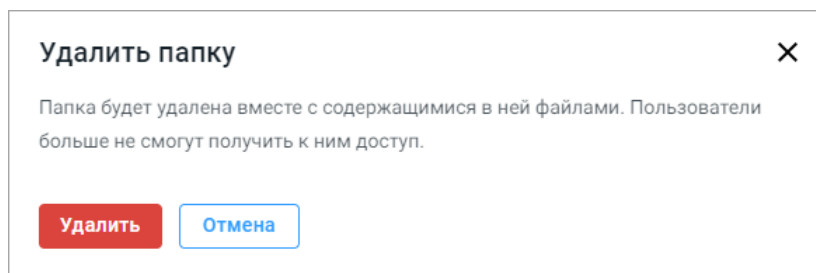 Удалить папку
Папка будет удалена вместе с содержащимися в ней файлами. Пользователи
больше не смогут получить к ним доступ.
Удалить Отмена